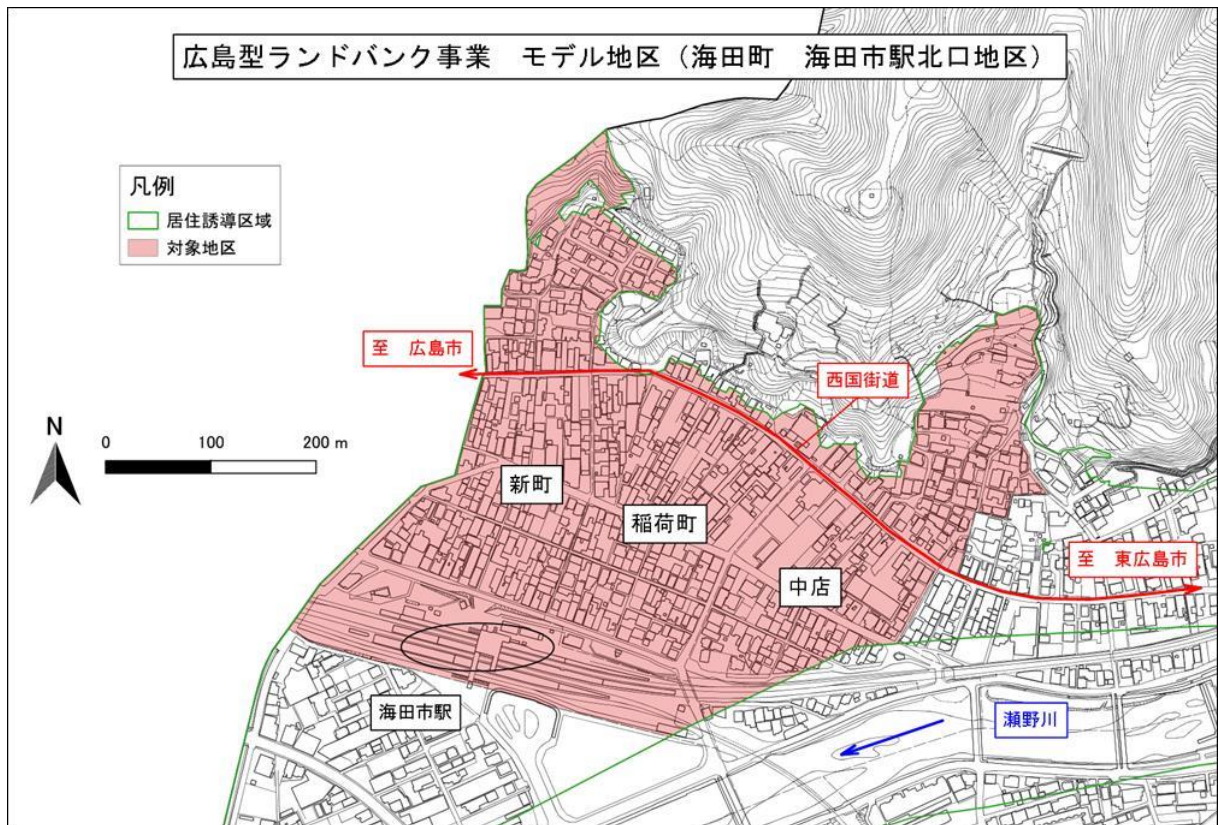 広島型ランドバンク事業　モデル地区（海田町　海田市駅北口地区）
凡例
居住誘導区域
対象地区
至　広島市
西国街道
N
0 100 200 m
新町
稲荷町
中店
至　東広島市
海田市駅
瀬野川